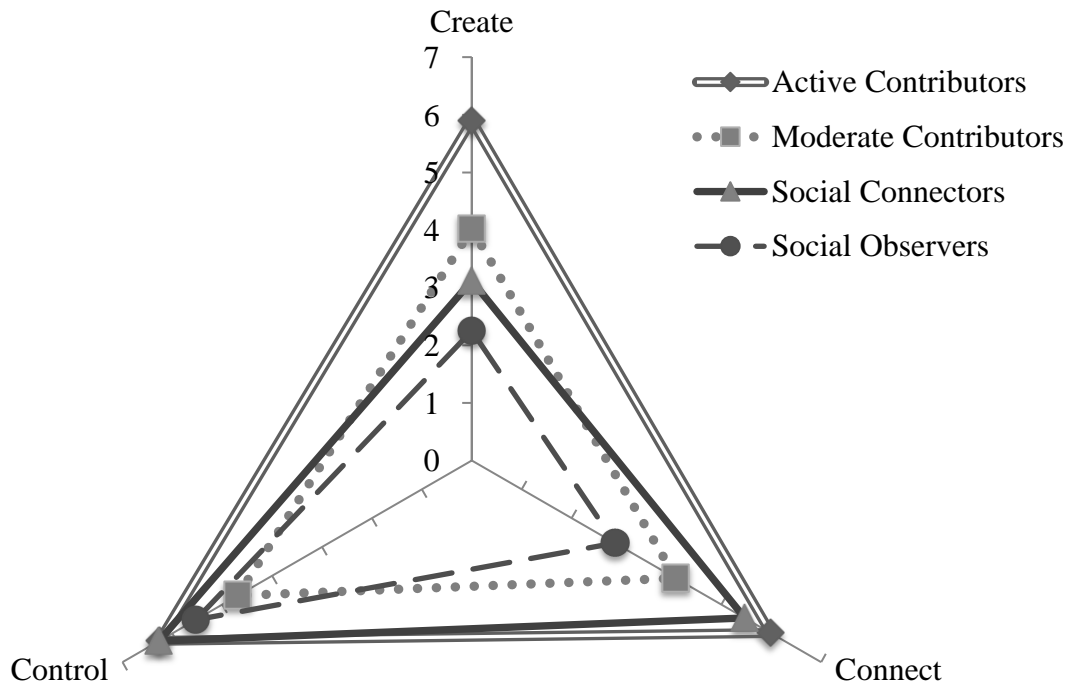 Create
7
6
5
4
3
2
1
0
Active Contributors
Moderate Contributors
Social Connectors
Social Observers
Control
Connect